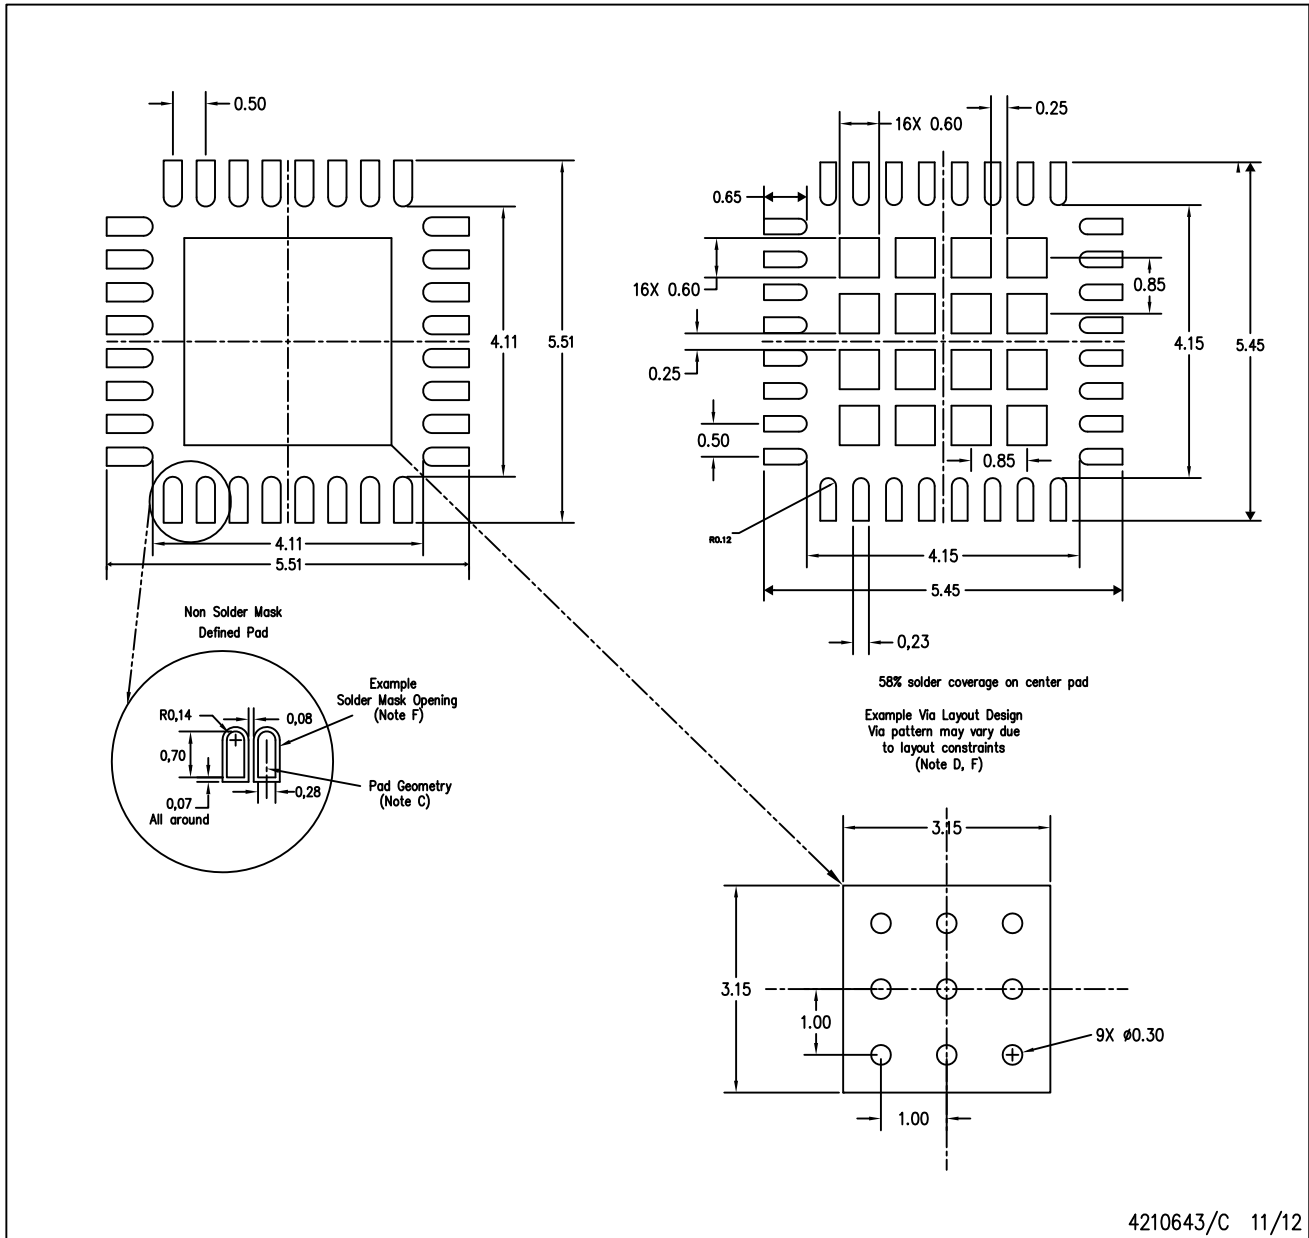 0.50
4.11
5.51
4.11
5.51
Non Solder Mask
Defined Pad
Example
Solder Mask Opening
(Note F)
R0,14
0,08
0,70
0,07
All around
0,28
Pad Geometry
(Note C)
16X 0.60
0.25
0.65
16X 0.60
0.85
4.15
5.45
0.25
0.50
0.85
R0.12
4.15
5.45
0,23
58% solder coverage on center pad
Example Via Layout Design
Via pattern may vary due
to layout constraints
(Note D, F)
3.15
3.15
1.00
9X ø0.30
1.00
4210643/C 11/12